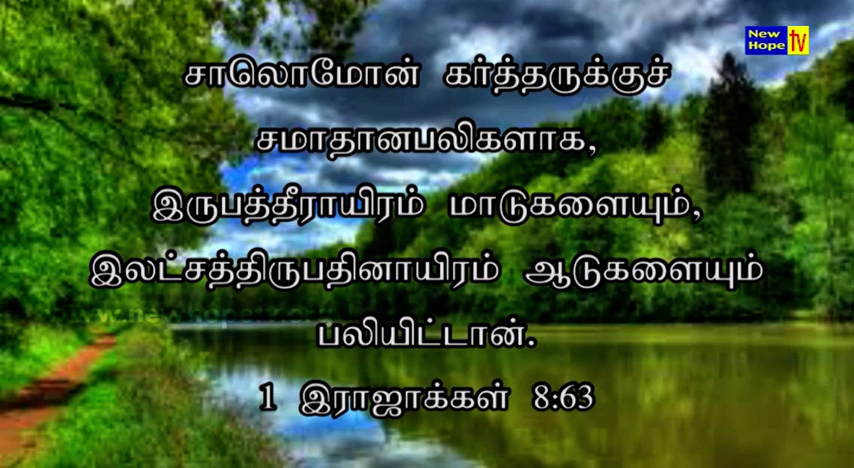 New
Hope tv
சாலொமோன் கர்த்தருக்குச்
சமாதானபலிகளாக,
இருபத்தீராயிரம் மாடுகளையும்,
இலட்சத்திருபதினாயிரம் ஆடுகளையும்
பலியிட்டான்.
1 இராஜாக்கள் 8:63